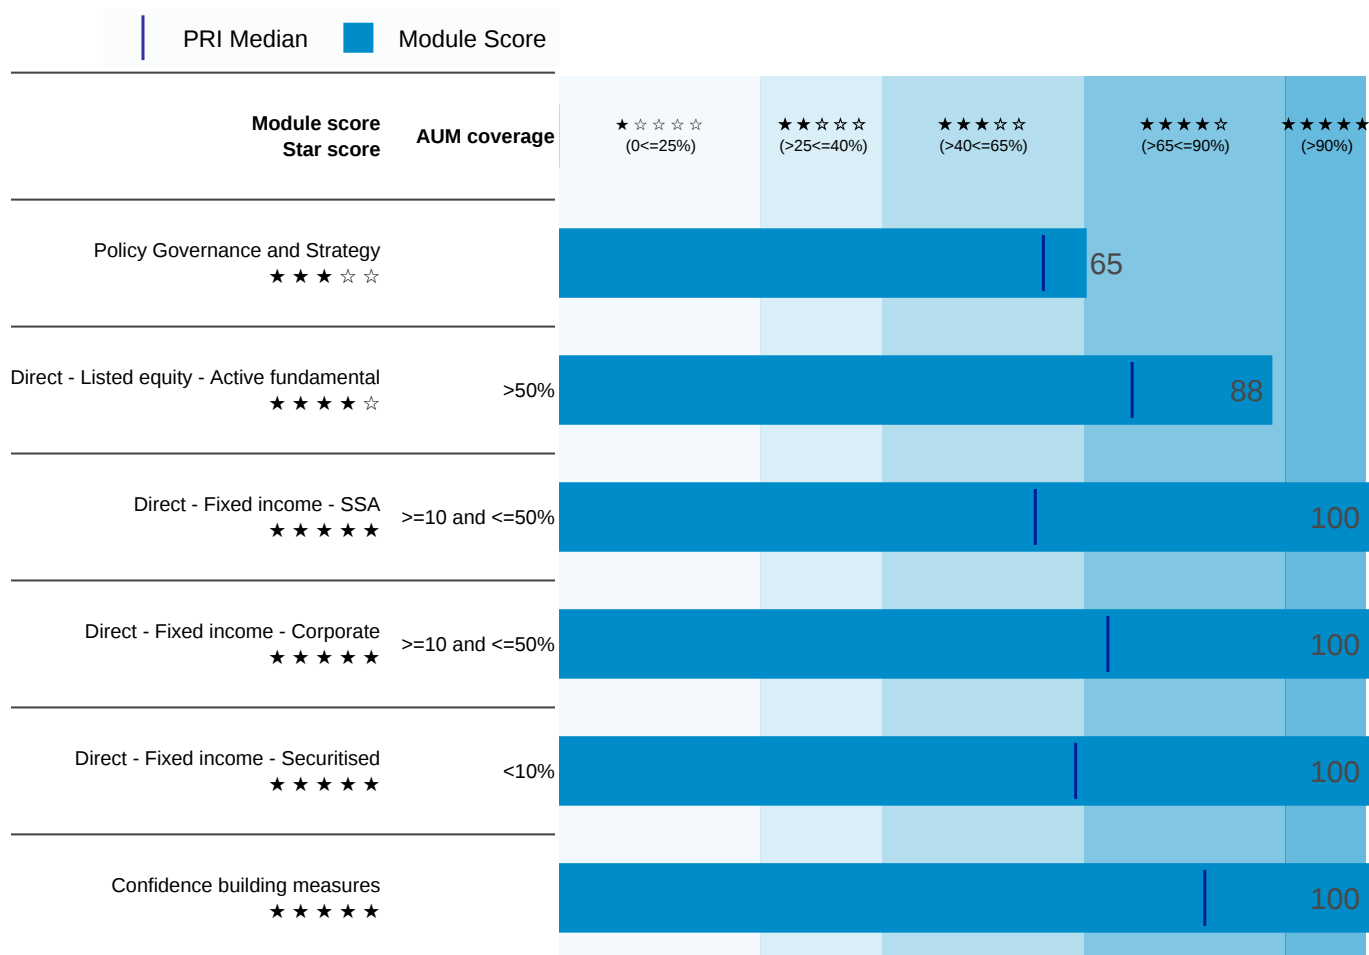 PRI Median Module Score
Module score
Star score
AUM coverage
★☆☆☆☆
(0<=25%)
★★☆☆☆
(>25<=40%)
★★★☆☆
(>40<=65%)
★★★★☆
(>65<=90%)
★★★★★
(>90%)
Policy Governance and Strategy
★★★☆☆
65
Direct - Listed equity - Active fundamental
★★★★☆
>50%
88
Direct - Fixed income - SSA
★★★★★
>=10 and <=50%
100
Direct - Fixed income - Corporate
★★★★★
>=10 and <=50%
100
Direct - Fixed income - Securitised
★★★★★
<10%
100
Confidence building measures
★★★★★
100